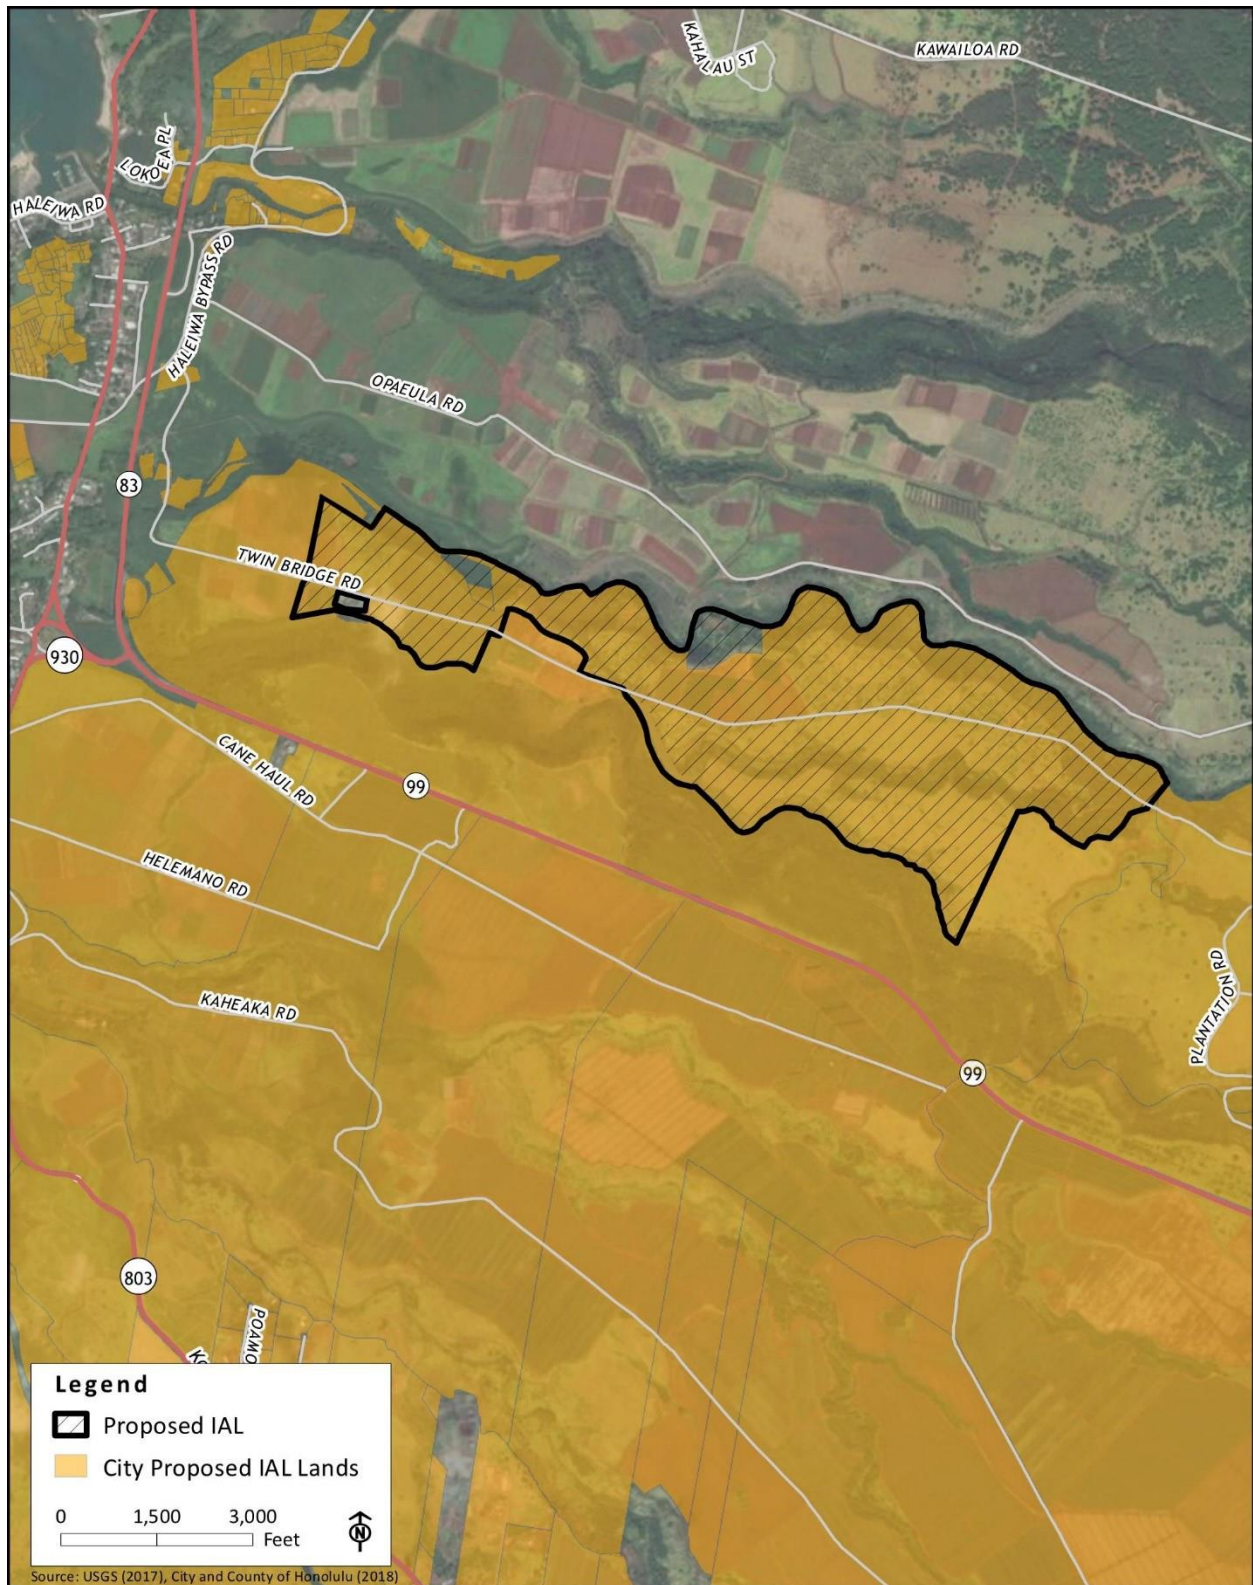 KAHALAU ST
KAWAILOA RD
LOKOEA PL
HALEIWA RD
HALEIWA BYPASS RD
OPAEULA RD
83
TWIN BRIDGE RD
930
CANE HAUL RD
99
HELEMANO RD
KAHEAKA RD
PLANTATION RD
99
803
POAMO
Legend
Proposed IAL
City Proposed IAL Lands
0 1,500 3,000
Feet
N
Source: USGS (2017), City and County of Honolulu (2018)